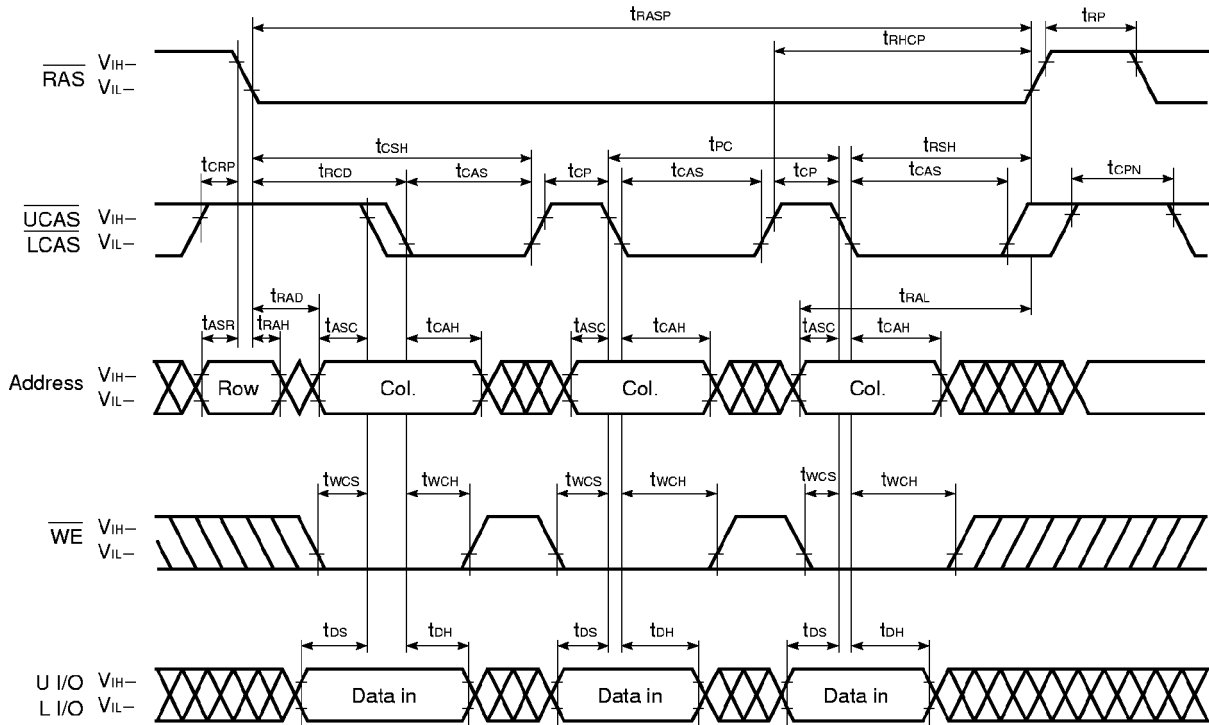 tRASP
tRP
tRHCP
RAS VIH–
VIL–
tCSH
tPC
tRSH
tCRP tRCD tCAS tCP tCAS tCP tCAS tCPN
UCAS VIH–
LCAS VIL–
tRAD
tRAL
tASR tRAH tASC tCAH tASC tCAH tASC tCAH
Address VIH–
VIL–
Row Col. Col. Col.
tWCS tWCH tWCS tWCH tWCS tWCH
WE VIH–
VIL–
tDS tDH tDS tDH tDS tDH
U I/O VIH–
L I/O VIL–
Data in Data in Data in